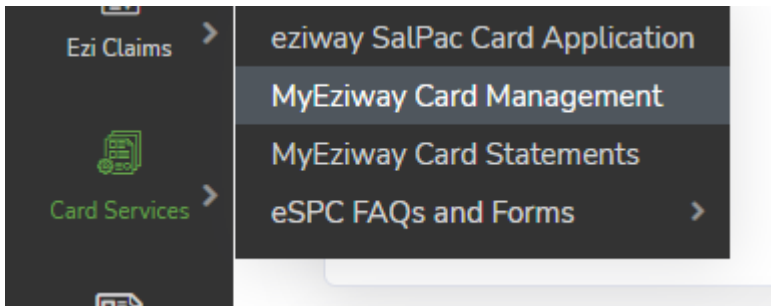 Ezi Claims
Card Services
eziway SalPac Card Application
MyEziway Card Management
MyEziway Card Statements
eSPC FAQs and Forms